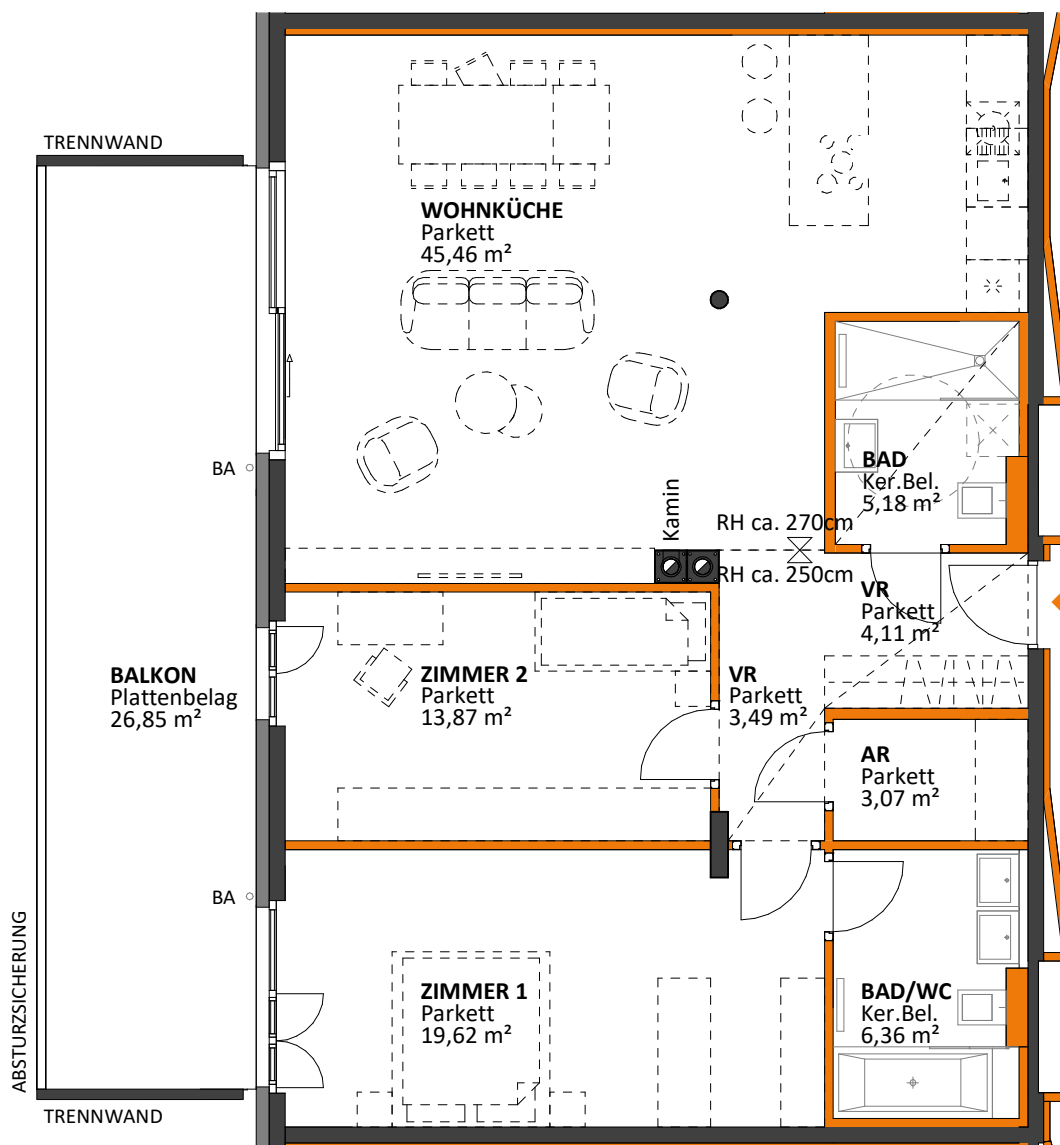 TRENNWAND
WOHNKÜCHE
Parkett
45,46 m²
BA
Kamin
RH ca. 270cm
RH ca. 250cm
BAD
Ker.Bel.
5,18 m²
VR
Parkett
4,11 m²
BALKON
Plattenbelag
26,85 m²
ZIMMER 2
Parkett
13,87 m²
VR
Parkett
3,49 m²
AR
Parkett
3,07 m²
BA
ABSTURZSICHERUNG
ZIMMER 1
Parkett
19,62 m²
BAD/WC
Ker.Bel.
6,36 m²
TRENNWAND